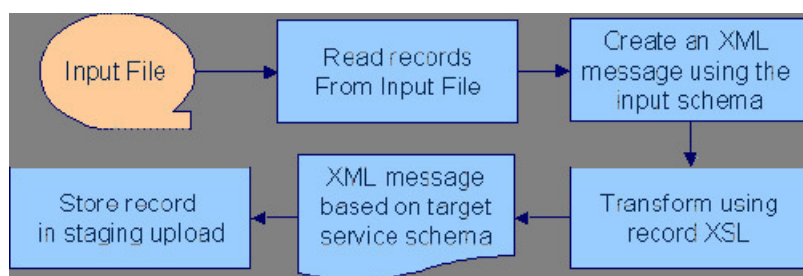 Input File
Read records
From Input File
Create an XML
message using the
input schema
Transform using
record XSL
XML message
based on target
service schema
Store record
in staging upload